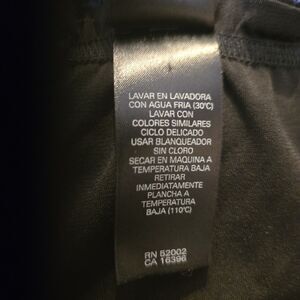 LAVAR EN LAVADORA
CON AGUA FRIA (30°C)
LAVAR CON
COLORES SIMILARES
CICLO DELICADO
USAR BLANQUEADOR
SIN CLORO
SECAR EN MAQUINA A
TEMPERATURA BAJA
RETIRAR
INMEDIATAMENTE
PLANCHA A
TEMPERATURA
BAJA (110°C)
RN 52002
CA 16396